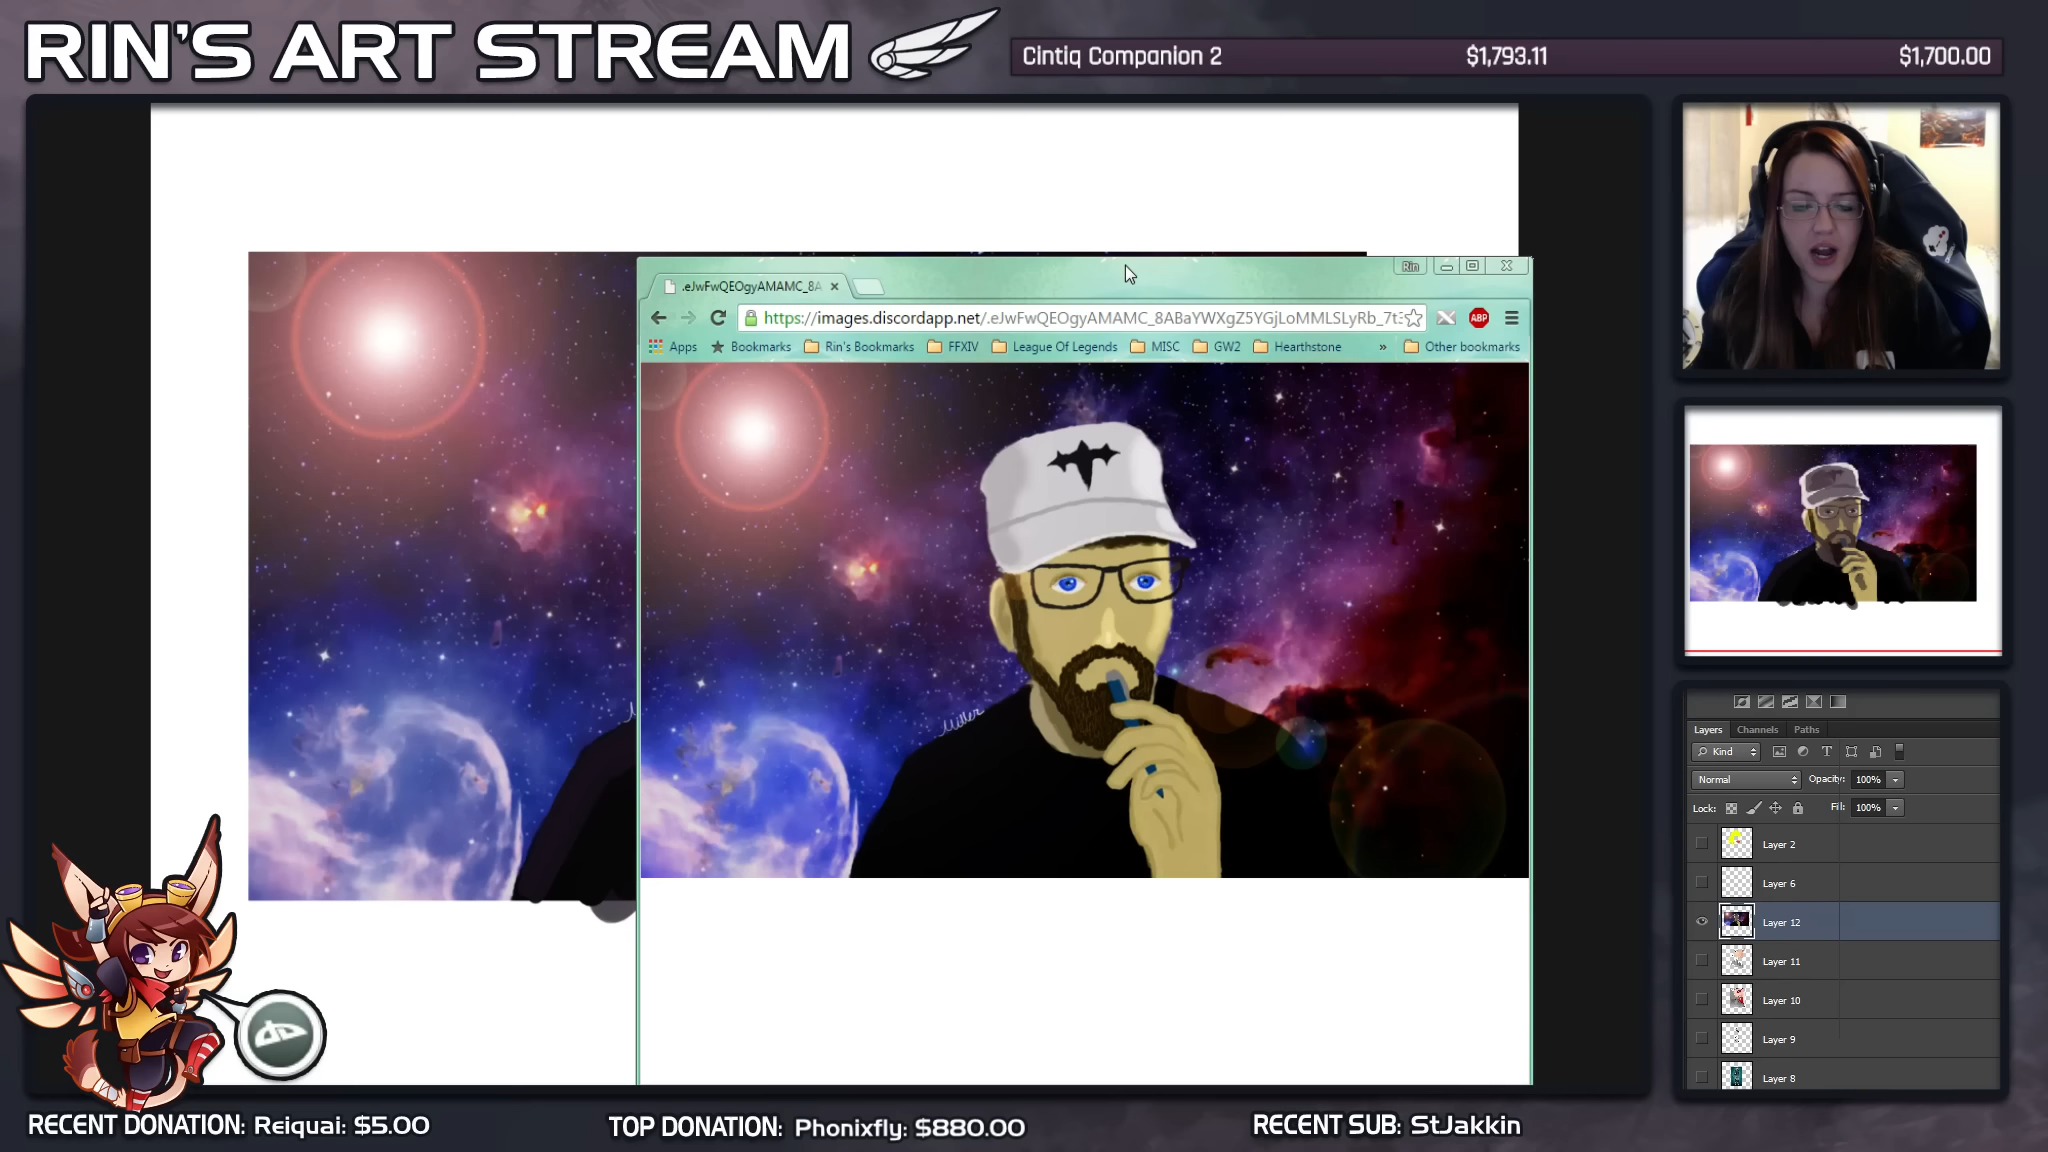 RIN'S ART STREAM
Cintiq Companion 2 $1,793.11 $1,700.00
Rin
.eJwFwQEOgyAMAMC_8A
https://images.discordapp.net/.eJwFwQEOgyAMAMC_8ABaYWXgZ5YGjLoMMLSLyRb_7t
ABP
Apps Bookmarks Rin's Bookmarks FFXIV League Of Legends MISC GW2 Hearthstone » Other bookmarks
Miller
Layers Channels Paths
Kind
Normal Opacity: 100%
Lock: Fill: 100%
Layer 2
Layer 6
Layer 12
Layer 11
Layer 10
Layer 9
Layer 8
RECENT DONATION: Reiquai: $5.00
TOP DONATION: Phonixfly: $880.00
RECENT SUB: StJakkin